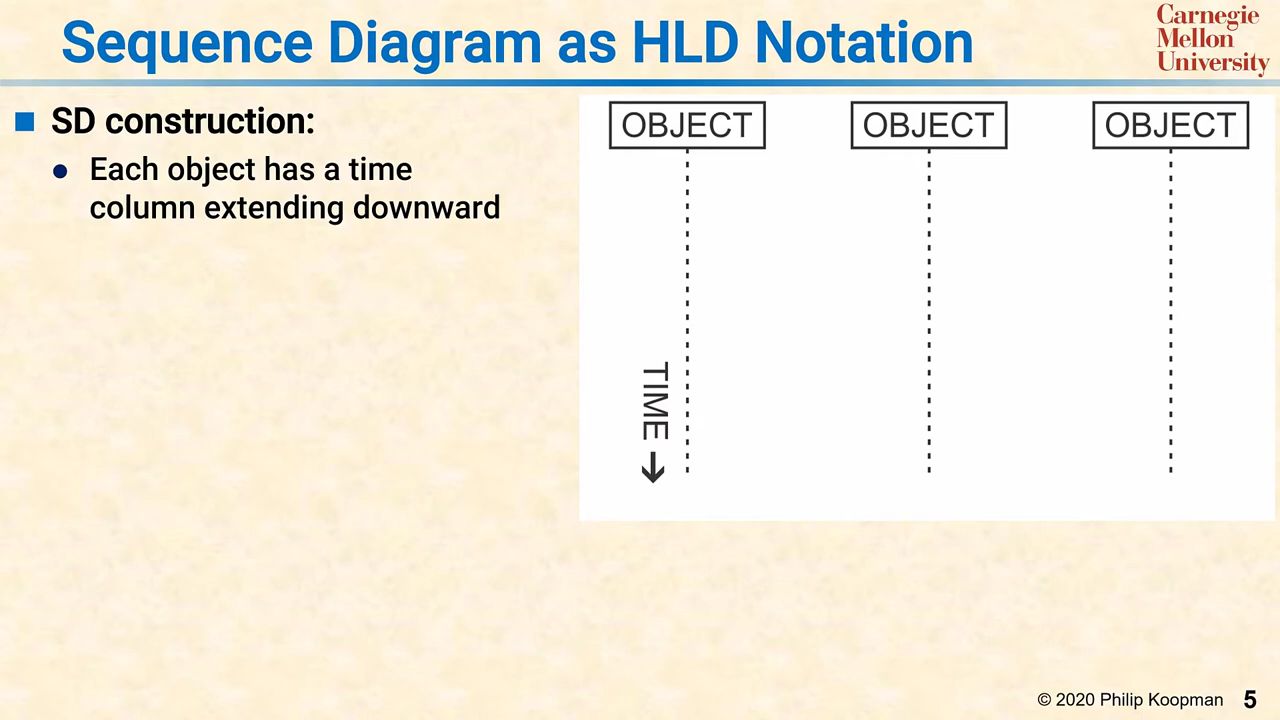 Sequence Diagram as HLD Notation
Carnegie
Mellon
University
SD construction:
Each object has a time
column extending downward
OBJECT OBJECT OBJECT
TIME →
© 2020 Philip Koopman 5